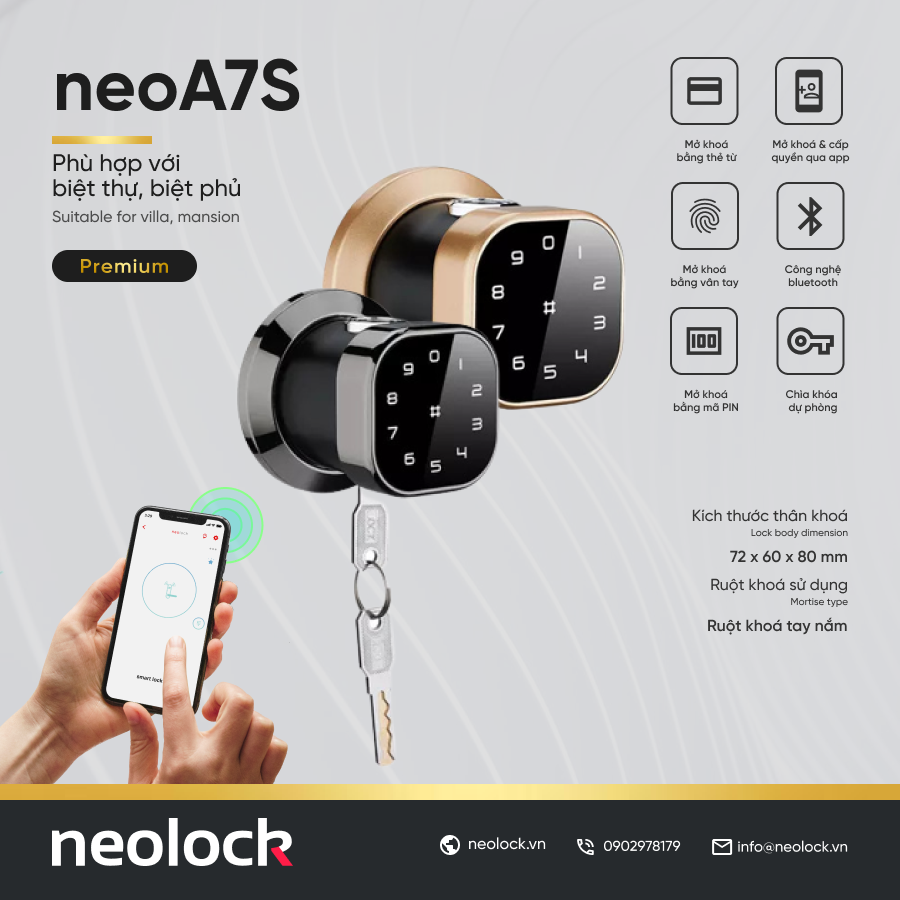 neoA7S
Phù hợp với
biệt thự, biệt phủ
Suitable for villa, mansion
Premium
Mở khoá
bằng thẻ từ
Mở khoá & cấp
quyền qua app
Mở khoá
bằng vân tay
Công nghệ
bluetooth
100
Mở khoá
bằng mã PIN
Chìa khóa
dự phòng
0
1
2
3
4
5
6
7
8
9
#
0
1
2
3
4
5
6
7
8
9
#
smart lock
Kích thước thân khoá
Lock body dimension
72 x 60 x 80 mm
Ruột khoá sử dụng
Mortise type
Ruột khoá tay nắm
neolock
neolock.vn
0902978179
info@neolock.vn